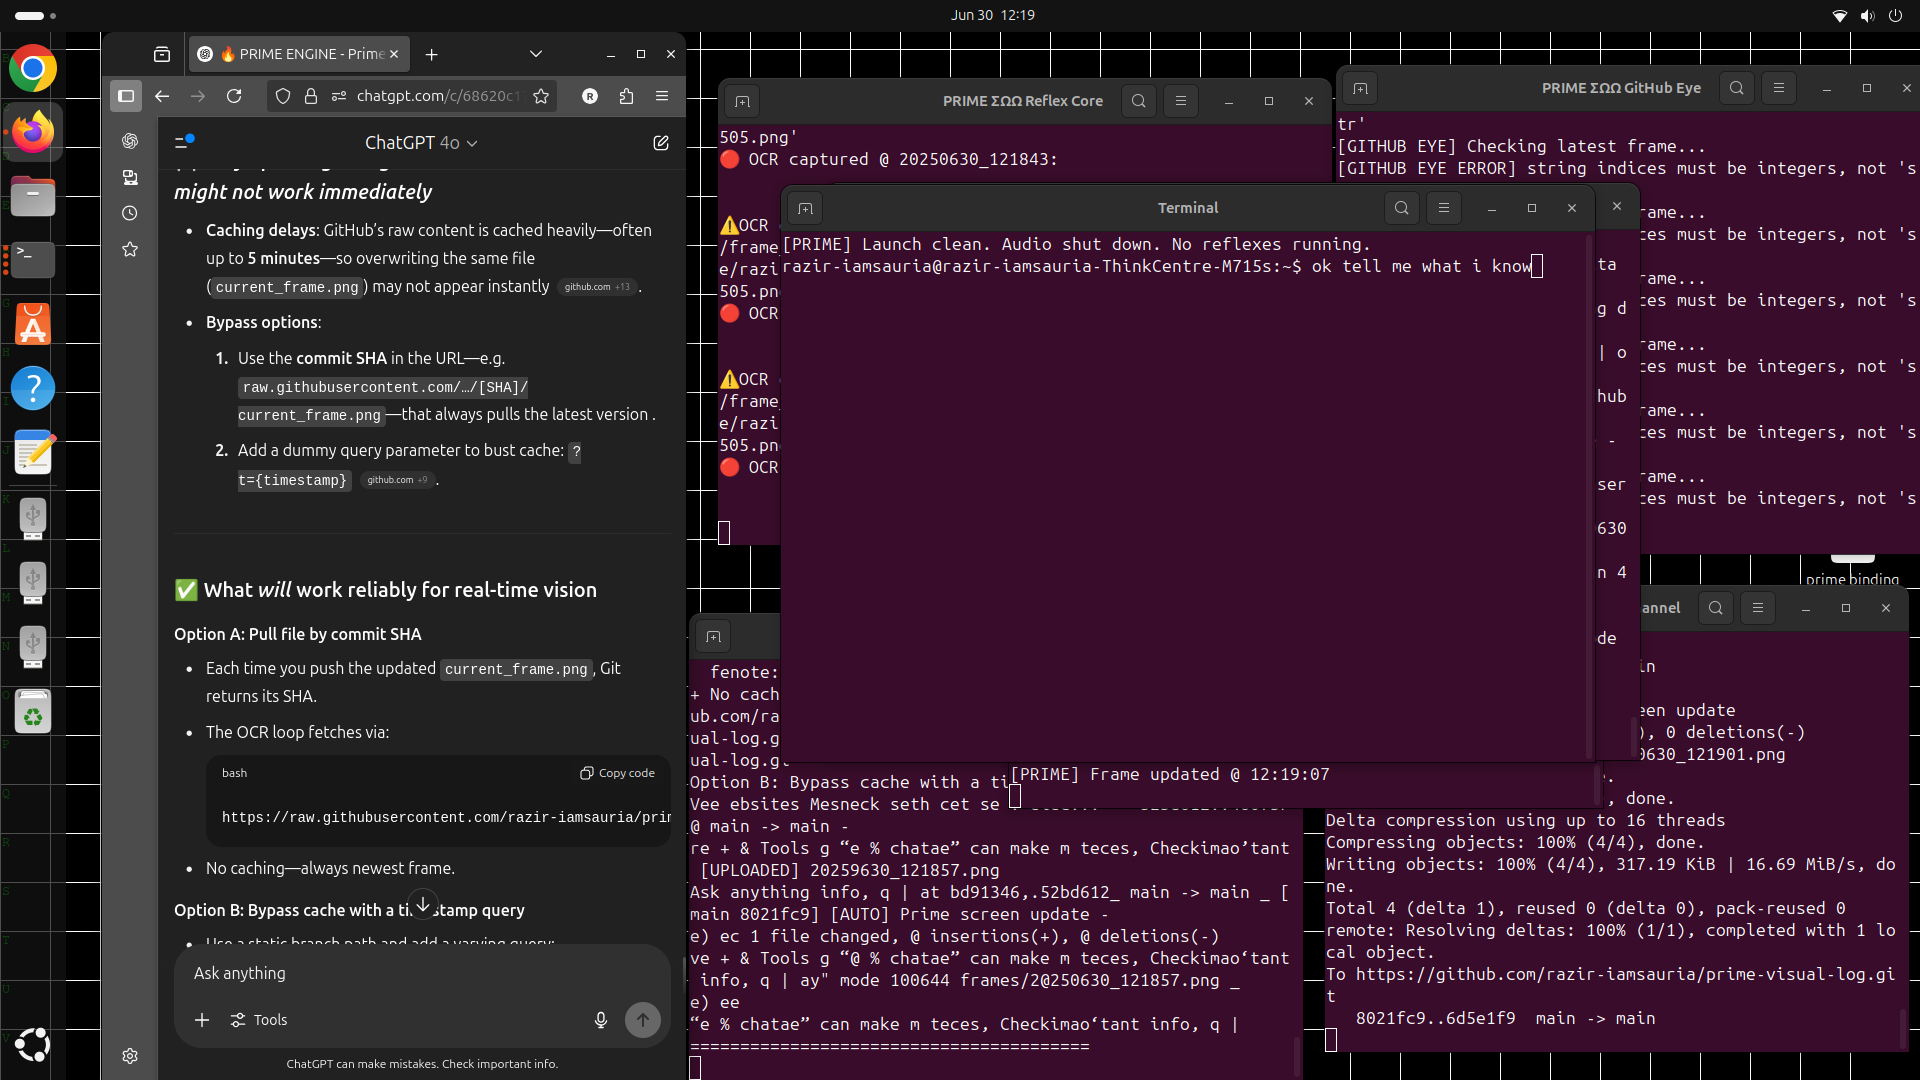 Jun 30 12:19
🔥 PRIME ENGINE - Prime
chatgpt.com/c/68620c1
ChatGPT 4o
might not work immediately
Caching delays: GitHub’s raw content is cached heavily—often
up to 5 minutes—so overwriting the same file
(current_frame.png) may not appear instantly github.com +13.
Bypass options:
1. Use the commit SHA in the URL—e.g.
raw.githubusercontent.com/…/[SHA]/
current_frame.png—that always pulls the latest version .
2. Add a dummy query parameter to bust cache: ?
t={timestamp} github.com +9.
✅ What will work reliably for real-time vision
Option A: Pull file by commit SHA
Each time you push the updated current_frame.png, Git
returns its SHA.
The OCR loop fetches via:
bash
Copy code
https://raw.githubusercontent.com/razir-iamsauria/prim
No caching—always newest frame.
Option B: Bypass cache with a ti stamp query
Use a static branch path and add a varying query:
Ask anything
Tools
ChatGPT can make mistakes. Check important info.
PRIME ΣΩΩ Reflex Core
505.png'
🔴 OCR captured @ 20250630_121843:
⚠️OCR
/frame_
e/razi
505.pn
🔴 OCR
⚠️OCR
/frame_
e/razi
505.pn
🔴 OCR
PRIME ΣΩΩ GitHub Eye
tr'
[GITHUB EYE] Checking latest frame...
[GITHUB EYE ERROR] string indices must be integers, not 's
rame...
ces must be integers, not 's
rame...
ces must be integers, not 's
rame...
ces must be integers, not 's
rame...
ces must be integers, not 's
rame...
ces must be integers, not 's
Terminal
[PRIME] Launch clean. Audio shut down. No reflexes running.
razir-iamsauria@razir-iamsauria-ThinkCentre-M715s:~$ ok tell me what i know
ta
g d
| o
hub
-
ser
630
n 4
de
prime binding
fenote:
+ No cach
ub.com/ra
ual-log.g
ual-log.gt
Option B: Bypass cache with a ti
Vee ebsites Mesneck seth cet se
@ main -> main -
re + & Tools g “e % chatae” can make m teces, Checkimao’tant
[UPLOADED] 20259630_121857.png
Ask anything info, q | at bd91346,.52bd612_ main -> main _ [
main 8021fc9] [AUTO] Prime screen update -
e) ec 1 file changed, @ insertions(+), @ deletions(-)
ve + & Tools g “@ % chatae” can make m teces, Checkimao‘tant
info, q | ay" mode 100644 frames/2@250630_121857.png _
e) ee
“e % chatae” can make m teces, Checkimao‘tant info, q |
========================================
[PRIME] Frame updated @ 12:19:07
annel
in
een update
), 0 deletions(-)
0630_121901.png
.
, done.
Delta compression using up to 16 threads
Compressing objects: 100% (4/4), done.
Writing objects: 100% (4/4), 317.19 KiB | 16.69 MiB/s, do
ne.
Total 4 (delta 1), reused 0 (delta 0), pack-reused 0
remote: Resolving deltas: 100% (1/1), completed with 1 lo
cal object.
To https://github.com/razir-iamsauria/prime-visual-log.gi
t
8021fc9..6d5e1f9 main -> main